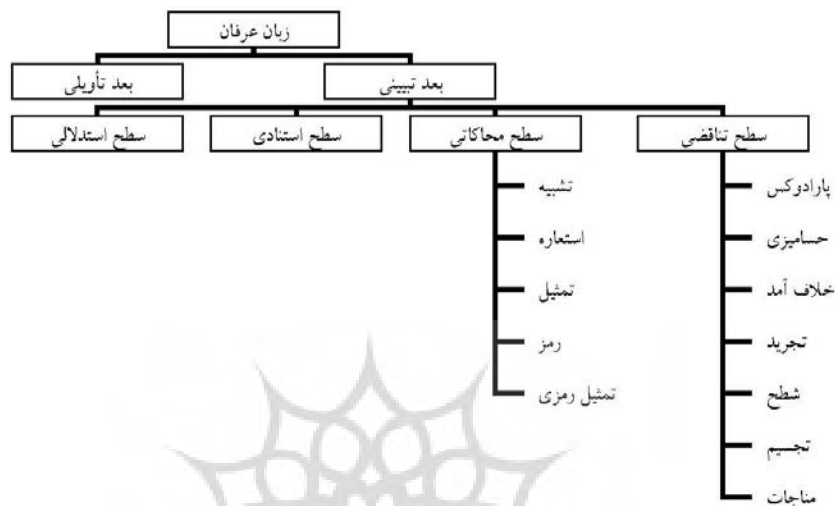 زبان عرفان
بعد تبیینی
بعد تأویلی
سطح تناقضی
سطح محاکاتی
سطح استنادی
سطح استدلالی
پارادوکس
حسامیزی
خلاف آمد
تجرید
شطح
تجسیم
مناجات
تشبیه
استعاره
تمثیل
رمز
تمثیل رمزی